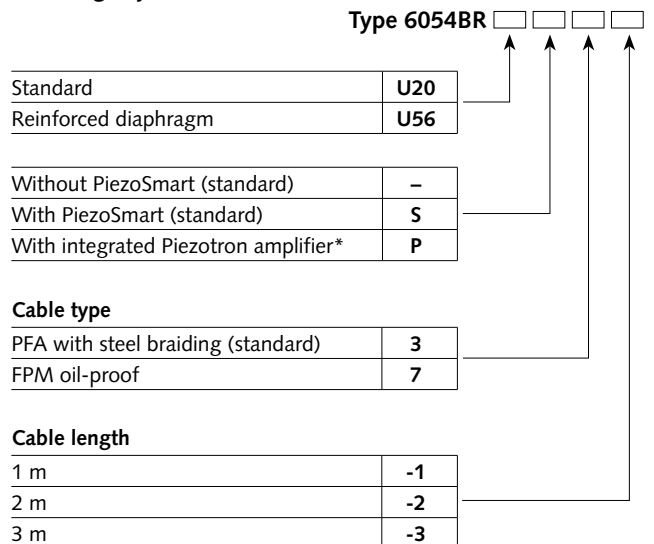 Type 6054BR
Standard U20
Reinforced diaphragm U56
Without PiezoSmart (standard) –
With PiezoSmart (standard) S
With integrated Piezotron amplifier* P
Cable type
PFA with steel braiding (standard) 3
FPM oil-proof 7
Cable length
1 m -1
2 m -2
3 m -3